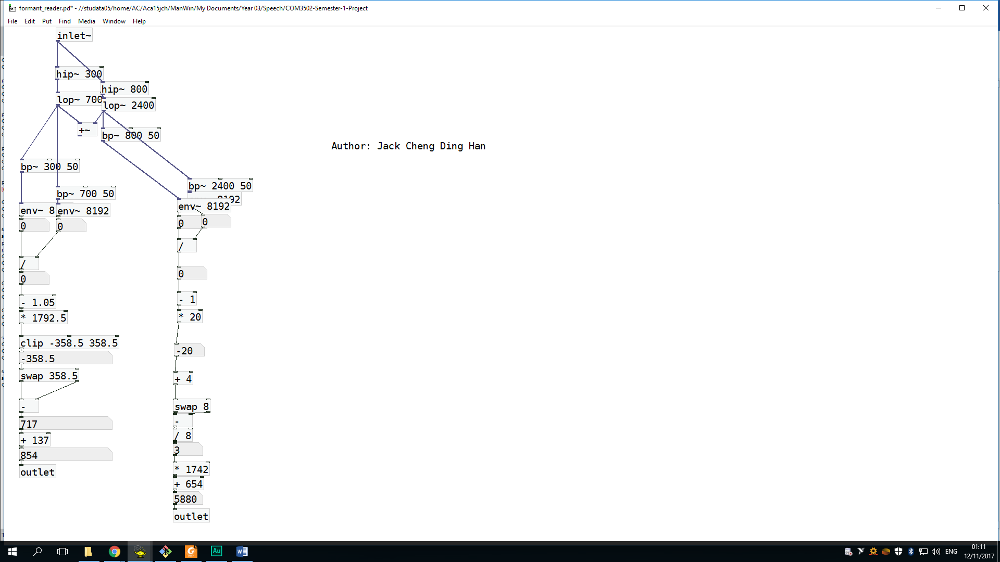 formant_reader.pd* - //studata05/home/AC/Aca15jch/ManWin/My Documents/Year 03/Speech/COM3502-Semester-1-Project
File Edit Put Find Media Window Help
inlet~
hip~ 300
hip~ 800
lop~ 700
lop~ 2400
+~
bp~ 800 50
Author: Jack Cheng Ding Han
bp~ 300 50
bp~ 2400 50
bp~ 700 50
8192
env~ 8192
env~ 8
env~ 8192
0
0
0
0
/
/
0
0
- 1
- 1.05
* 20
* 1792.5
clip -358.5 358.5
-20
-358.5
swap 358.5
+ 4
-
swap 8
-
717
/ 8
+ 137
3
854
* 1742
outlet
+ 654
5880
outlet
Au
ENG
01:11
12/11/2017